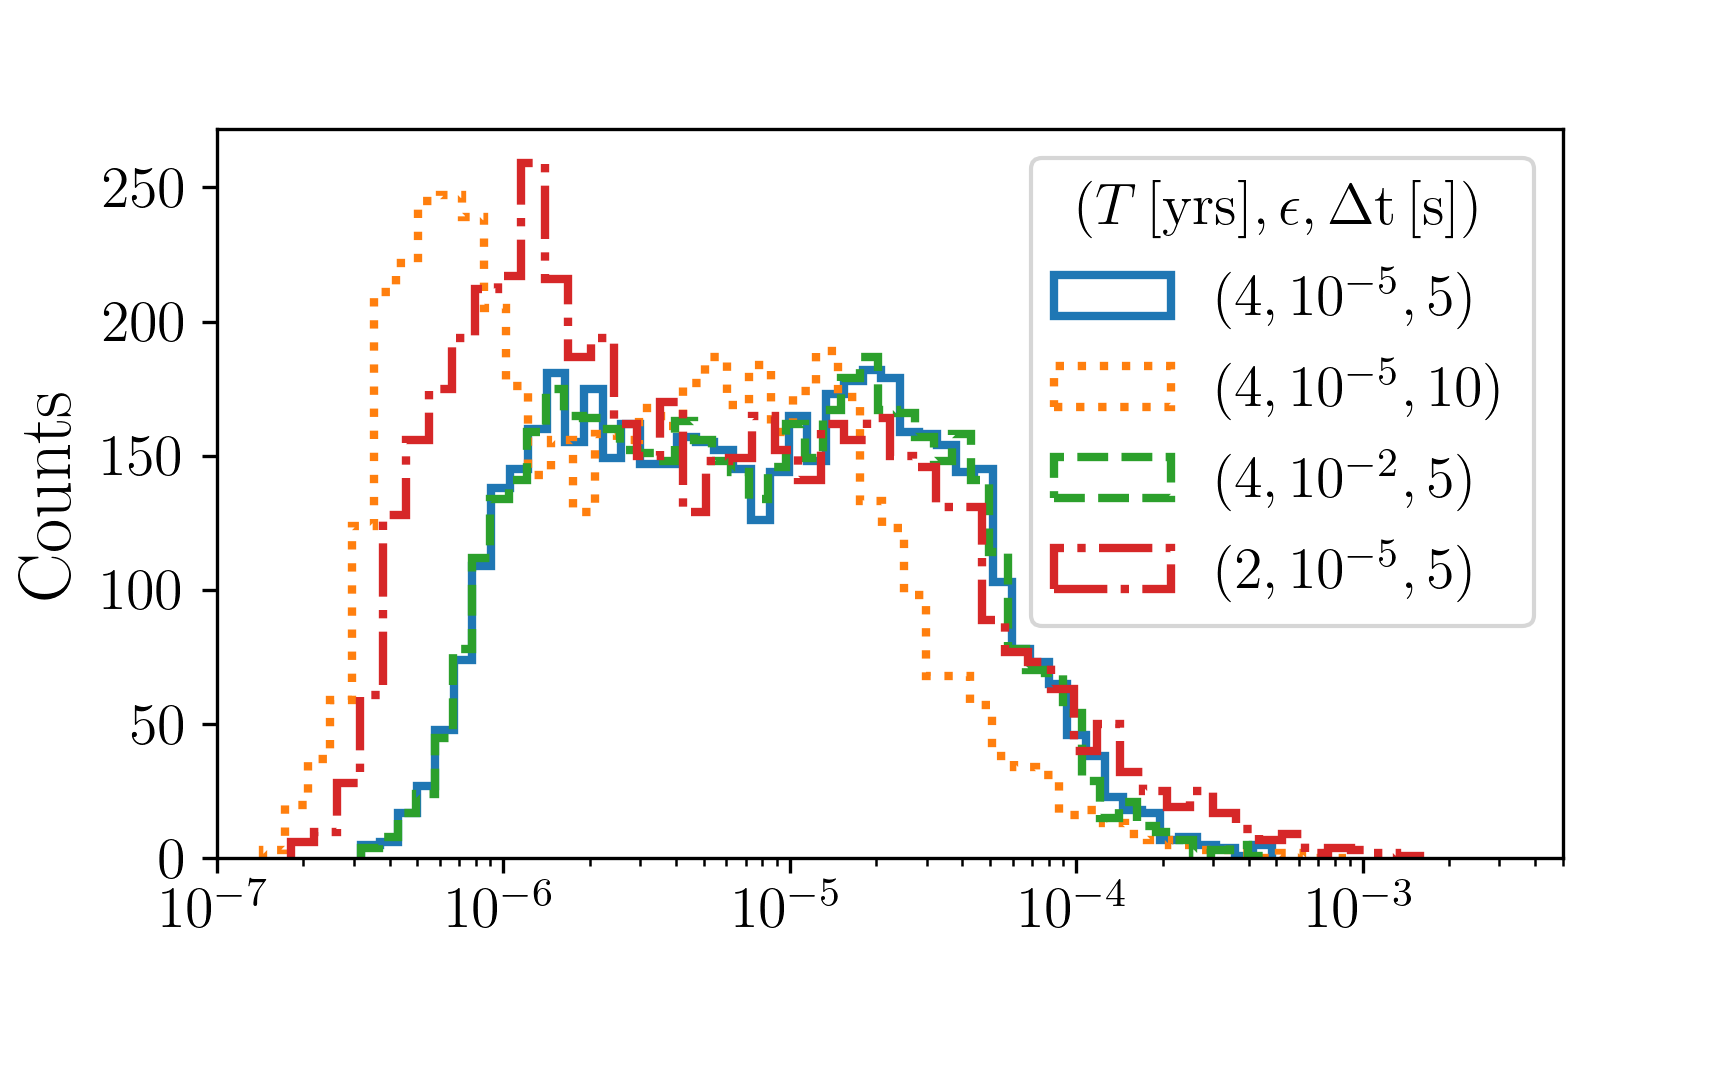 Counts
250
200
150
100
50
0
10⁻⁷ 10⁻⁶ 10⁻⁵ 10⁻⁴ 10⁻³
(T [yrs], ϵ, Δt [s])
(4, 10⁻⁵, 5)
(4, 10⁻⁵, 10)
(4, 10⁻², 5)
(2, 10⁻⁵, 5)